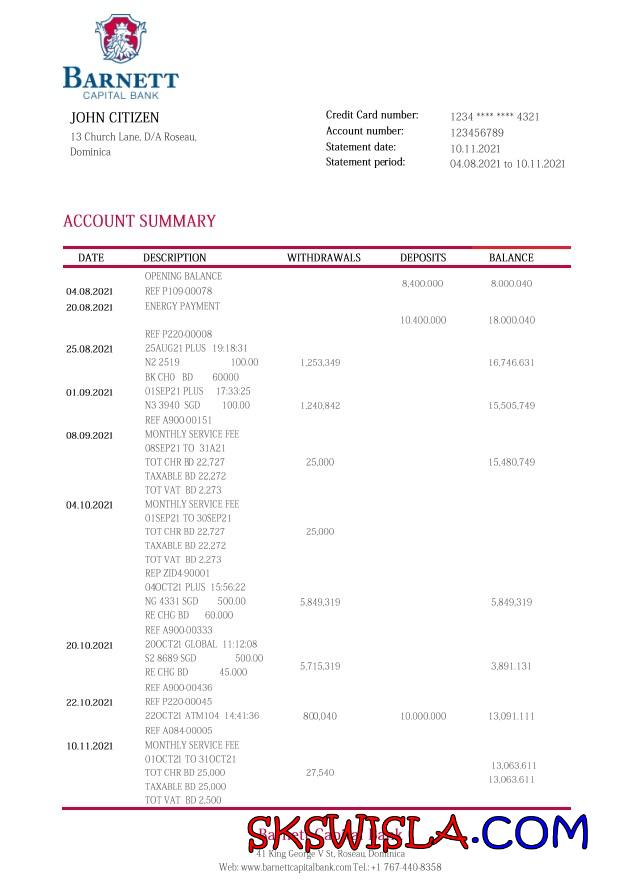 BARNETT
CAPITAL BANK
JOHN CITIZEN
13 Church Lane, D/A Roseau,
Dominica
Credit Card number: 1234 **** **** 4321
Account number: 123456789
Statement date: 10.11.2021
Statement period: 04.08.2021 to 10.11.2021
ACCOUNT SUMMARY
DATE DESCRIPTION WITHDRAWALS DEPOSITS BALANCE
OPENING BALANCE
8,400.000 8.000.040
04.08.2021 REF P109-00078
20.08.2021 ENERGY PAYMENT
10.400.000 18.000.040
REF P220-00008
25.08.2021 25AUG21 PLUS 19:18:31
N2 2519 100.00 1,253,349 16,746.631
BK CH0 BD 60000
01.09.2021 01SEP21 PLUS 17:33:25
N3 3940 SGD 100.00 1,240,842 15,505,749
REF A900-00151
08.09.2021 MONTHLY SERVICE FEE
08SEP21 TO 31A21
TOT CHR BD 22,727 25,000 15,480,749
TAXABLE BD 22,272
TOT VAT BD 2,273
04.10.2021 MONTHLY SERVICE FEE
01SEP21 TO 30SEP21
TOT CHR BD 22,727 25,000
TAXABLE BD 22,272
TOT VAT BD 2,273
REP ZID4-90001
04OCT21 PLUS 15:56:22
NG 4331 SGD 500.00 5,849,319 5,849,319
RE CHG BD 60.000
REF A900-00333
20.10.2021 20OCT21 GLOBAL 11:12:08
S2 8689 SGD 500.00
5,715,319 3,891.131
RE CHG BD 45.000
REF A900-00436
22.10.2021 REF P220-00045
22OCT21 ATM104 14:41:36 800,040 10.000.000 13,091.111
REF A084-00005
10.11.2021 MONTHLY SERVICE FEE
01OCT21 TO 31OCT21
13,063.611
TOT CHR BD 25,000 27,540
13,063.611
TAXABLE BD 25,000
TOT VAT BD 2,500
Barnett Capital Bank
SKSWISLA.COM
41 King George V St, Roseau, Dominica
Web: www.barnettcapitalbank.com Tel.: +1 767-440-8358